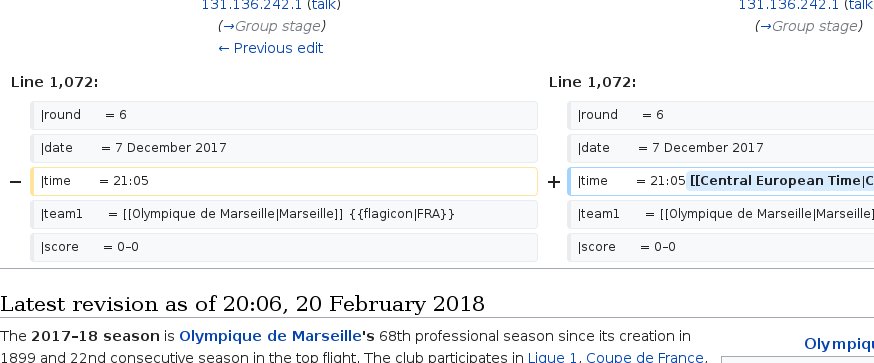 131.136.242.1 (talk) 131.136.242.1 (talk
(→Group stage) (→Group stage)
← Previous edit
Line 1,072: Line 1,072:
|round = 6 |round = 6
|date = 7 December 2017 |date = 7 December 2017
− |time = 21:05 + |time = 21:05 [[Central European Time|C
|team1 = [[Olympique de Marseille|Marseille]] {{flagicon|FRA}} |team1 = [[Olympique de Marseille|Marseille]
|score = 0–0 |score = 0–0
Latest revision as of 20:06, 20 February 2018
The 2017–18 season is Olympique de Marseille's 68th professional season since its creation in
1899 and 22nd consecutive season in the top flight. The club participates in Ligue 1, Coupe de France,
Olympiqu